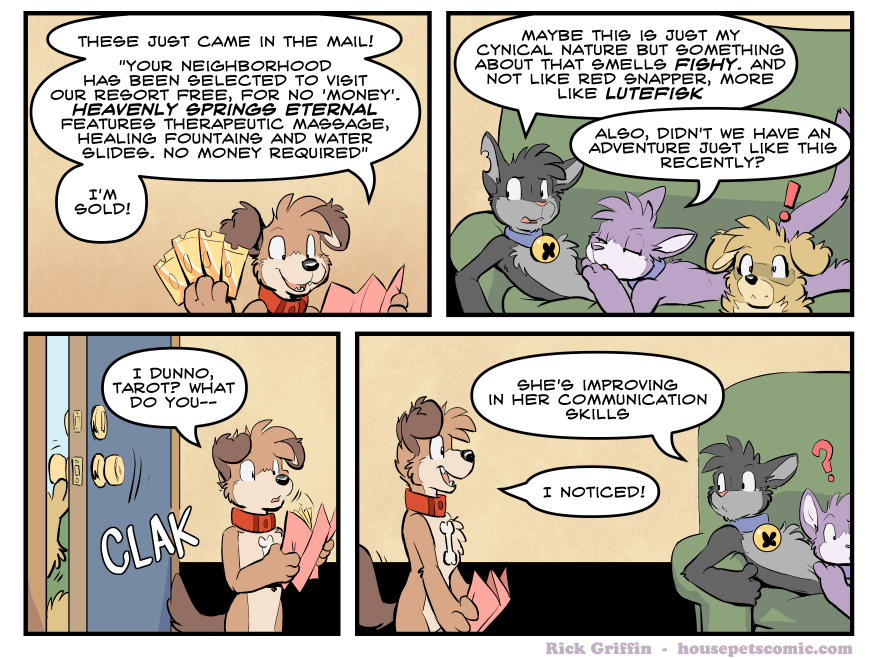 THESE JUST CAME IN THE MAIL!
"YOUR NEIGHBORHOOD
HAS BEEN SELECTED TO VISIT
OUR RESORT FREE, FOR NO 'MONEY'.
HEAVENLY SPRINGS ETERNAL
FEATURES THERAPEUTIC MASSAGE,
HEALING FOUNTAINS AND WATER
SLIDES. NO MONEY REQUIRED"
I'M
SOLD!
MAYBE THIS IS JUST MY
CYNICAL NATURE BUT SOMETHING
ABOUT THAT SMELLS FISHY. AND
NOT LIKE RED SNAPPER, MORE
LIKE LUTEFISK
ALSO, DIDN'T WE HAVE AN
ADVENTURE JUST LIKE THIS
RECENTLY?
!
I DUNNO,
TAROT? WHAT
DO YOU--
CLAK
SHE'S IMPROVING
IN HER COMMUNICATION
SKILLS
I NOTICED!
?
Rick Griffin - housepetscomic.com